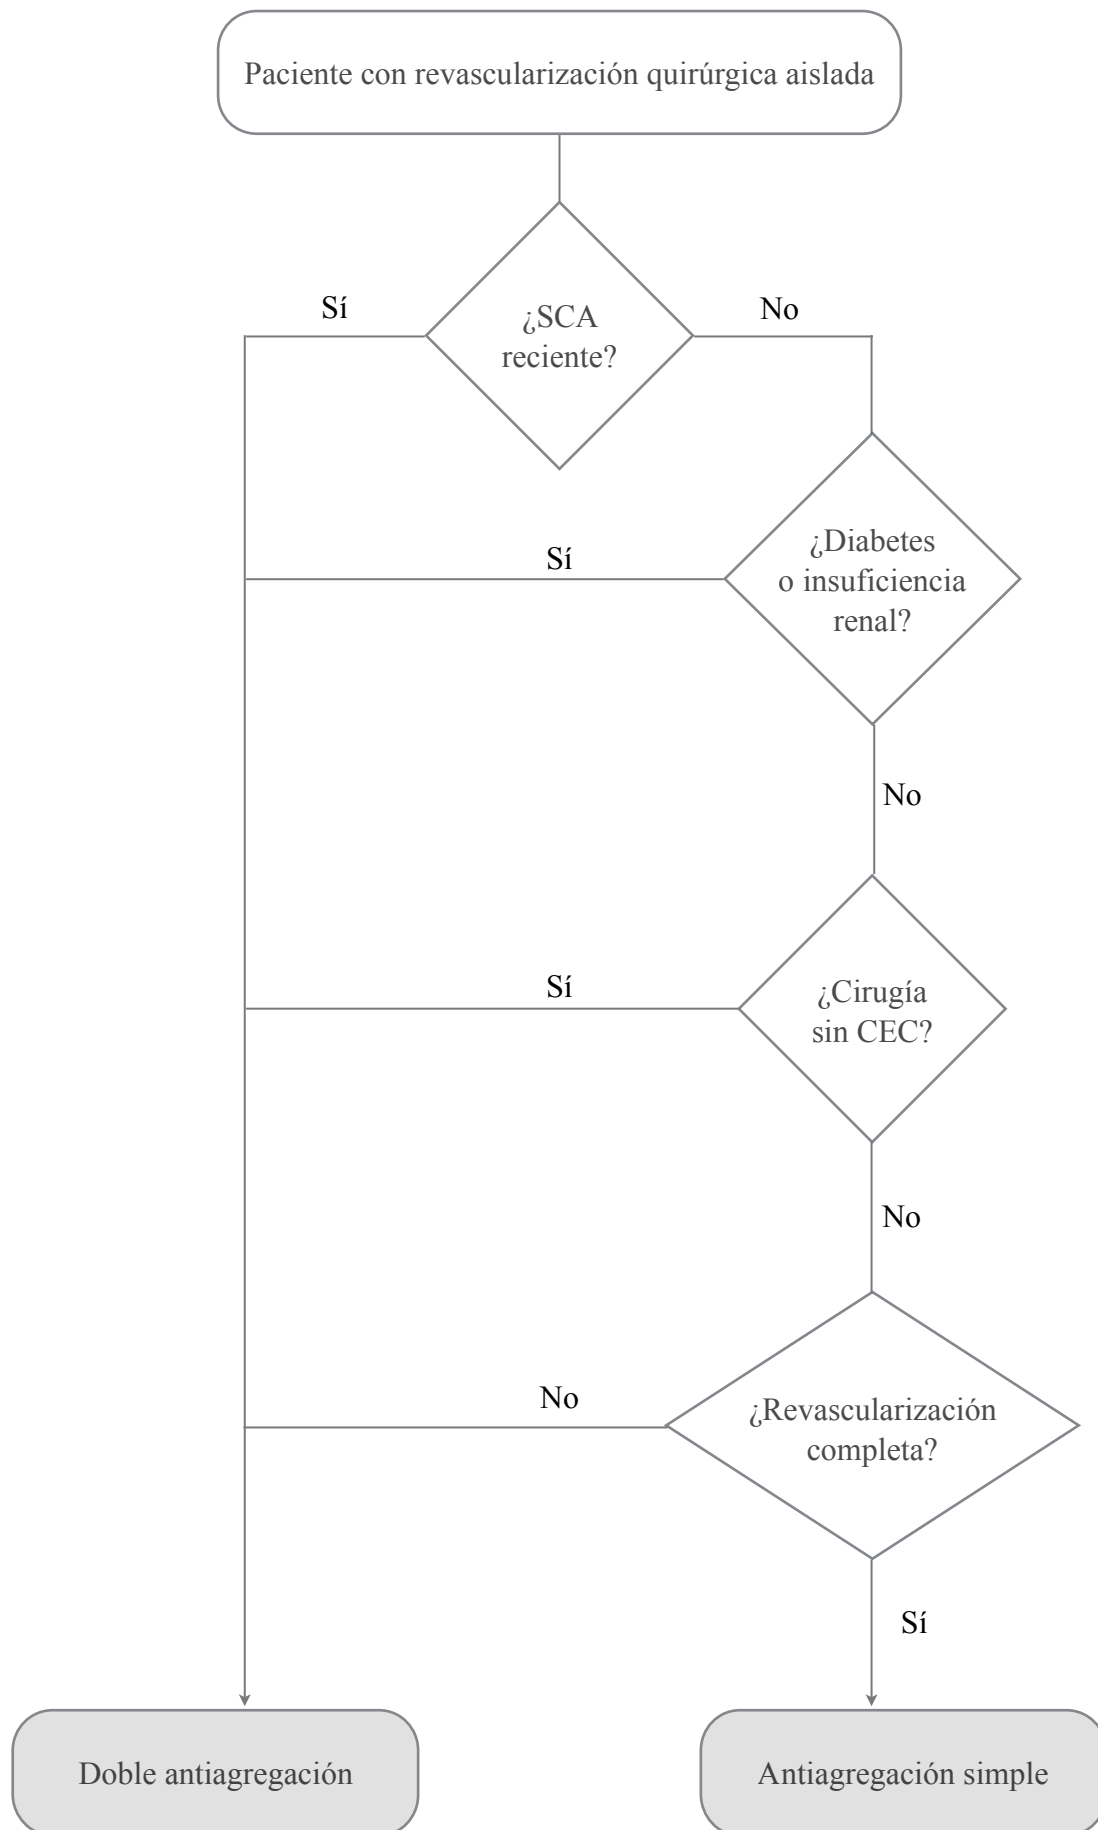 Paciente con revascularización quirúrgica aislada
Sí
No
¿SCA
reciente?
Sí
¿Diabetes
o insuficiencia
renal?
No
Sí
¿Cirugía
sin CEC?
No
No
¿Revascularización
completa?
Sí
Doble antiagregación
Antiagregación simple